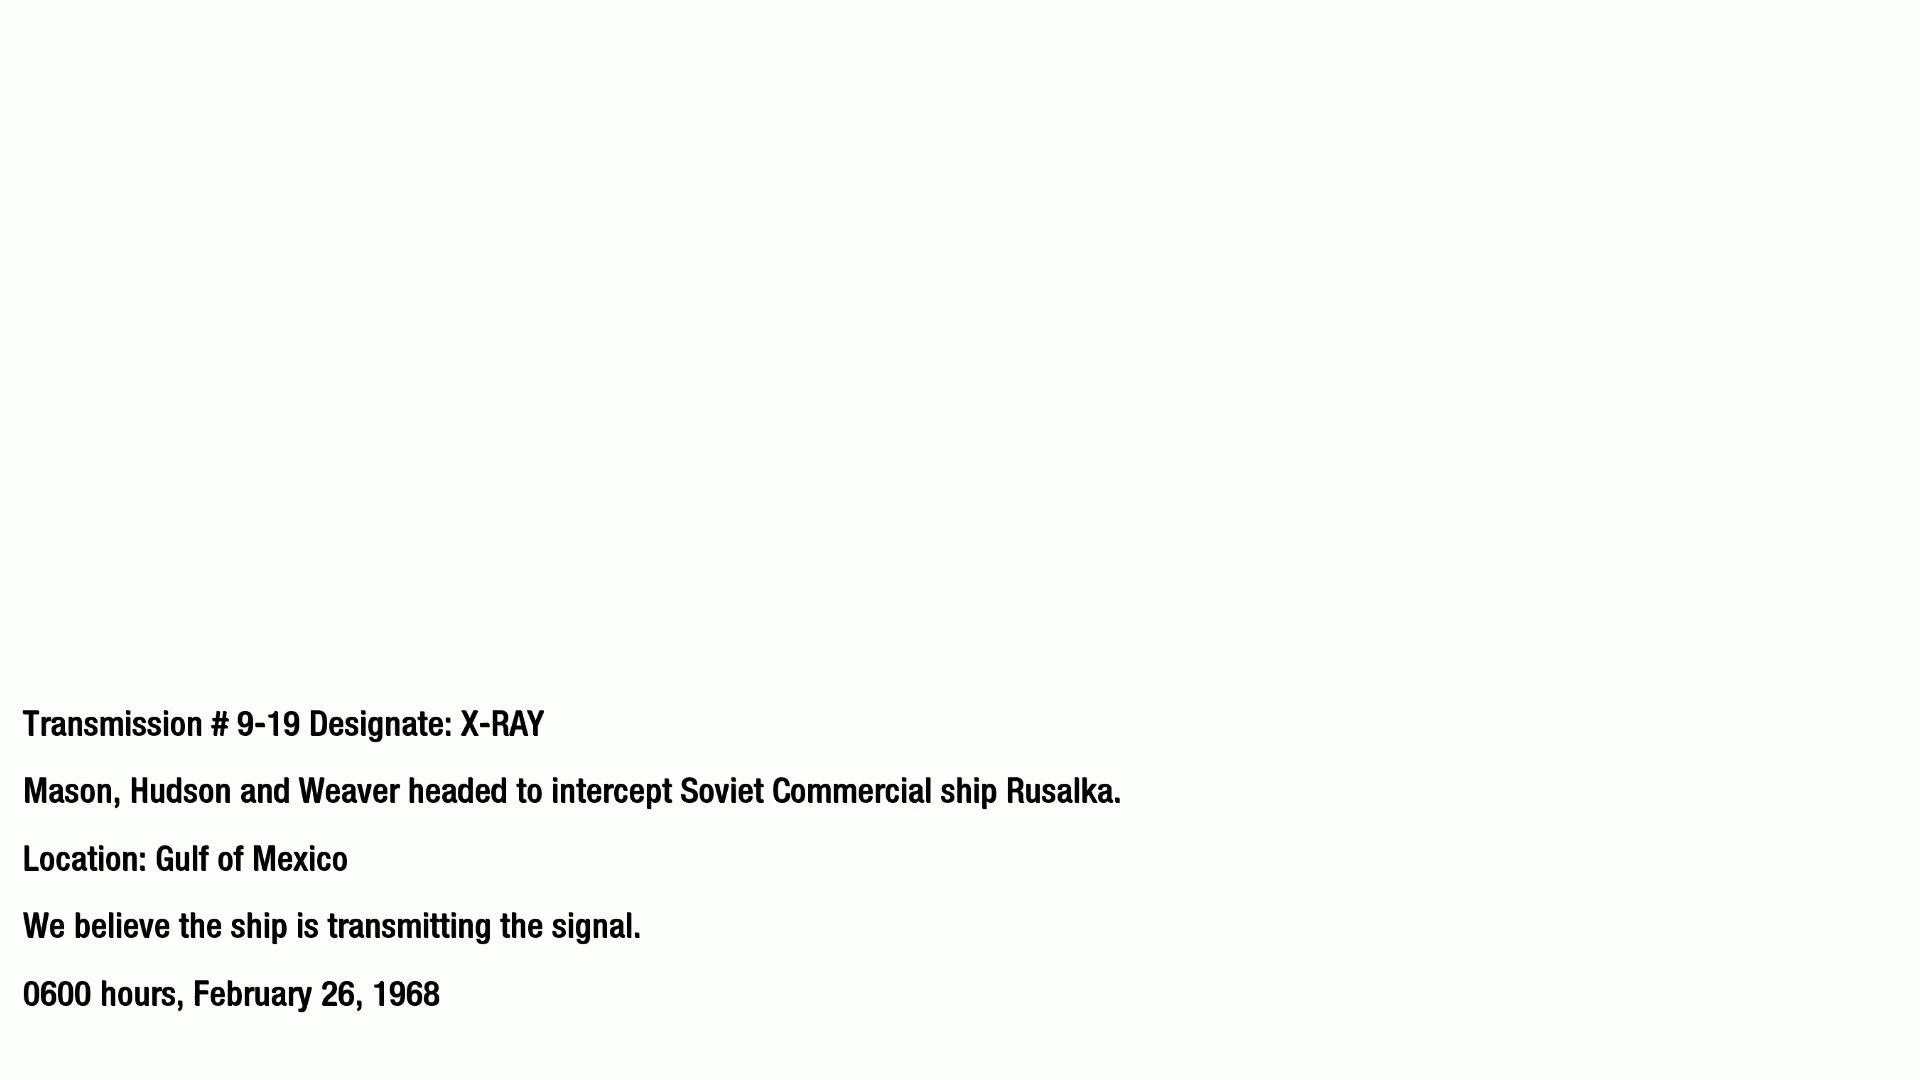 Transmission # 9-19 Designate: X-RAY
Mason, Hudson and Weaver headed to intercept Soviet Commercial ship Rusalka.
Location: Gulf of Mexico
We believe the ship is transmitting the signal.
0600 hours, February 26, 1968